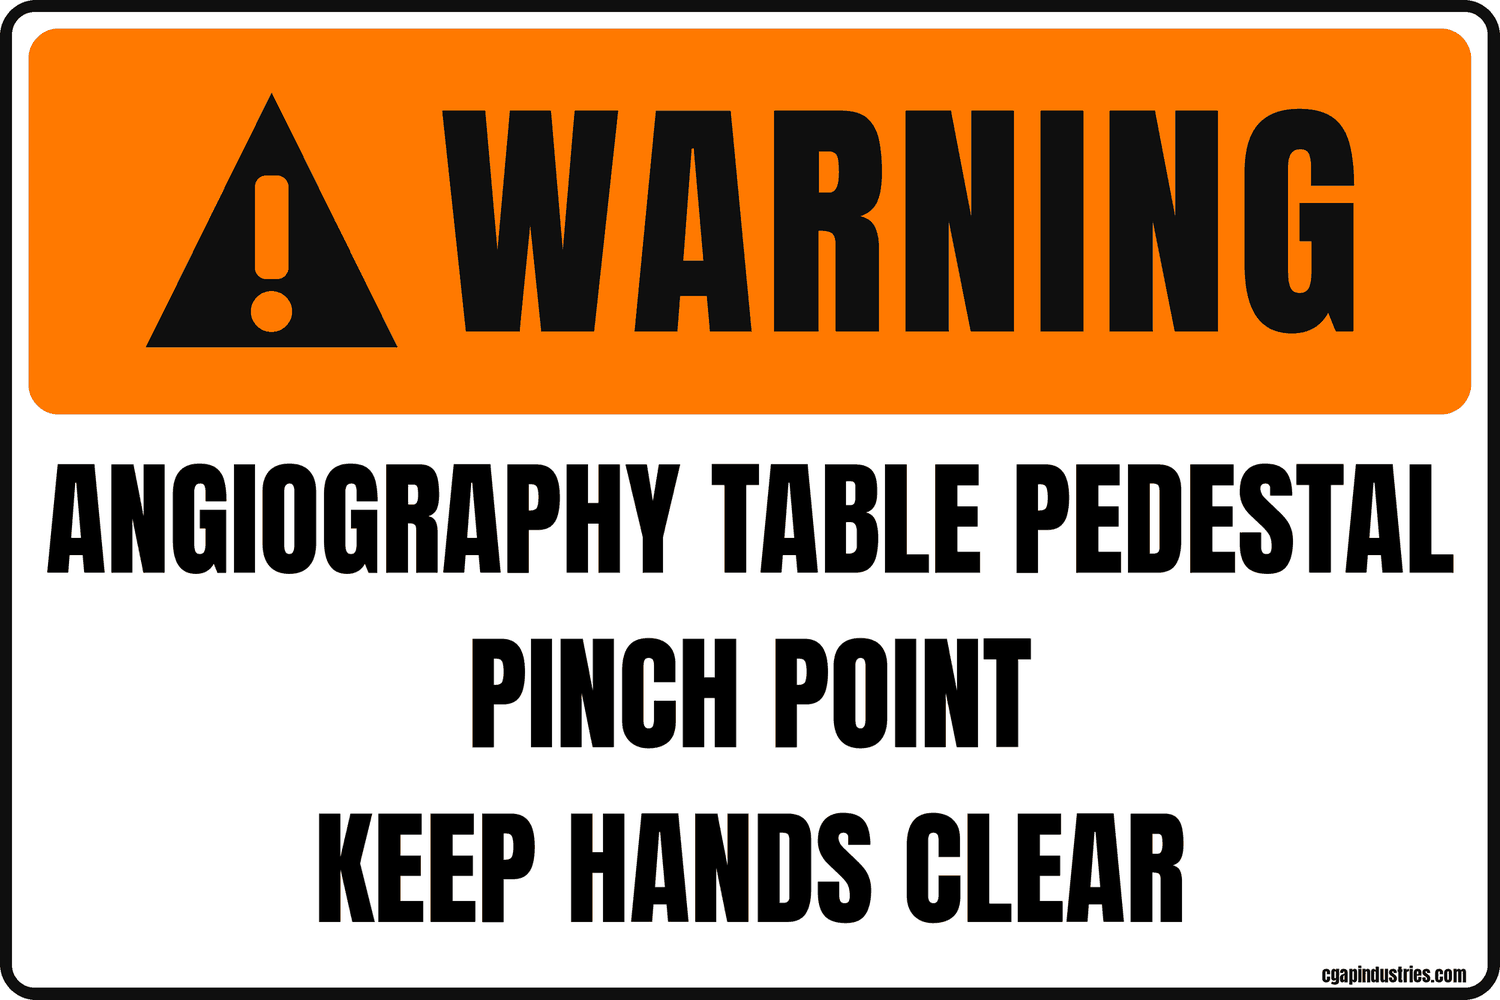 WARNING
ANGIOGRAPHY TABLE PEDESTAL
PINCH POINT
KEEP HANDS CLEAR
cgapindustries.com